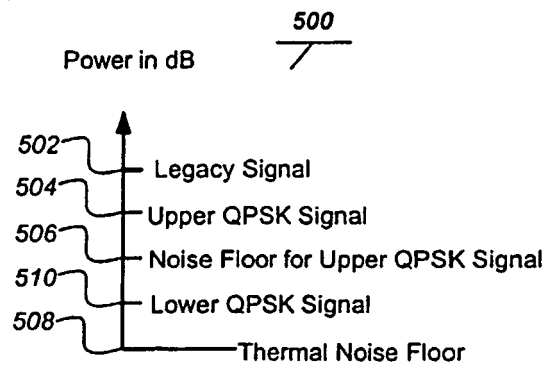 500
Power in dB
502
Legacy Signal
504
Upper QPSK Signal
506
Noise Floor for Upper QPSK Signal
510
Lower QPSK Signal
508
Thermal Noise Floor